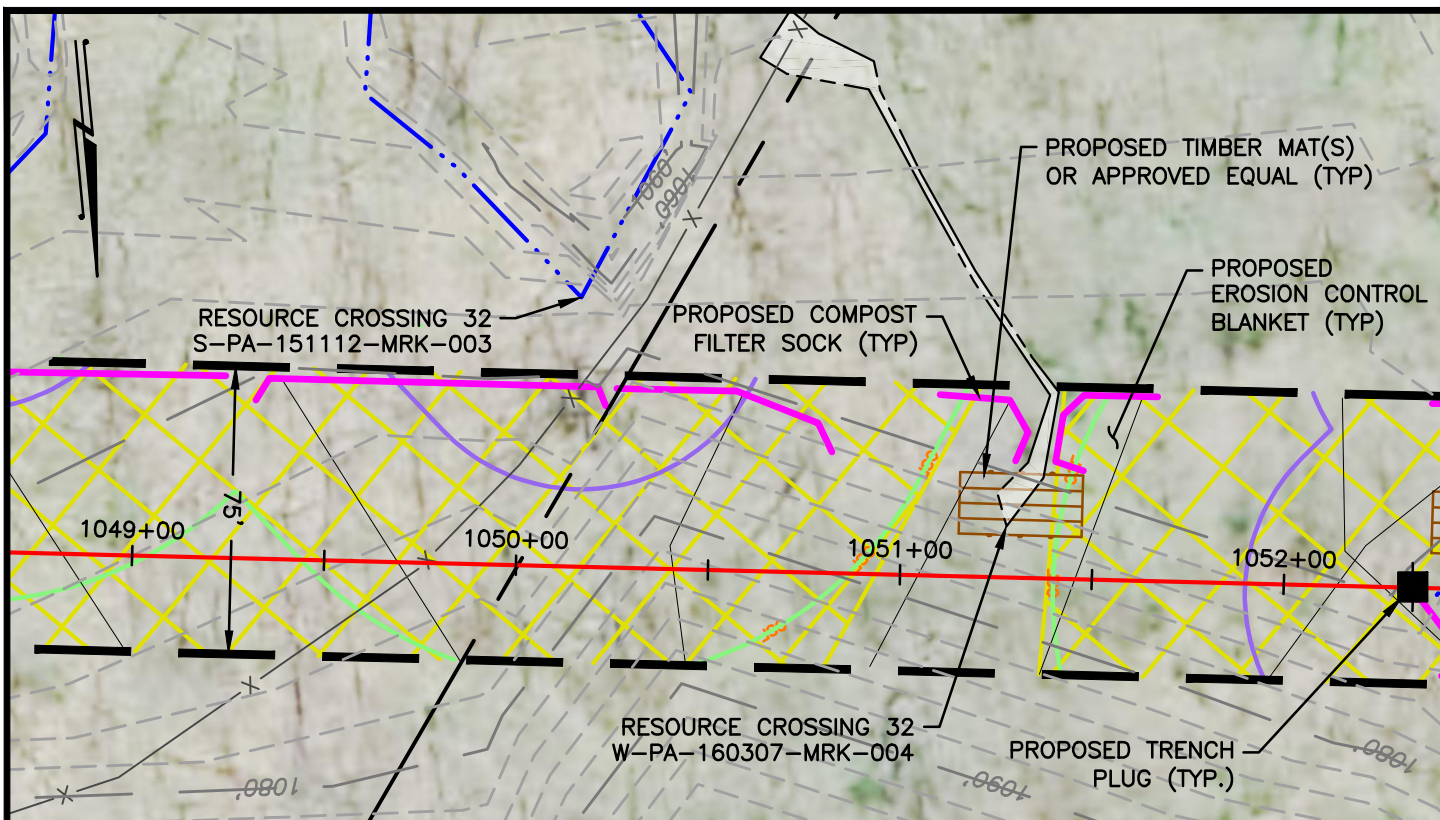 PROPOSED TIMBER MAT(S)
OR APPROVED EQUAL (TYP)
1060'
1060'
PROPOSED
EROSION CONTROL
BLANKET (TYP)
RESOURCE CROSSING 32
S-PA-151112-MRK-003
PROPOSED COMPOST
FILTER SOCK (TYP)
75'
1049+00
1050+00
1051+00
1052+00
RESOURCE CROSSING 32
W-PA-160307-MRK-004
PROPOSED TRENCH
PLUG (TYP.)
1080'
1090'
1080'